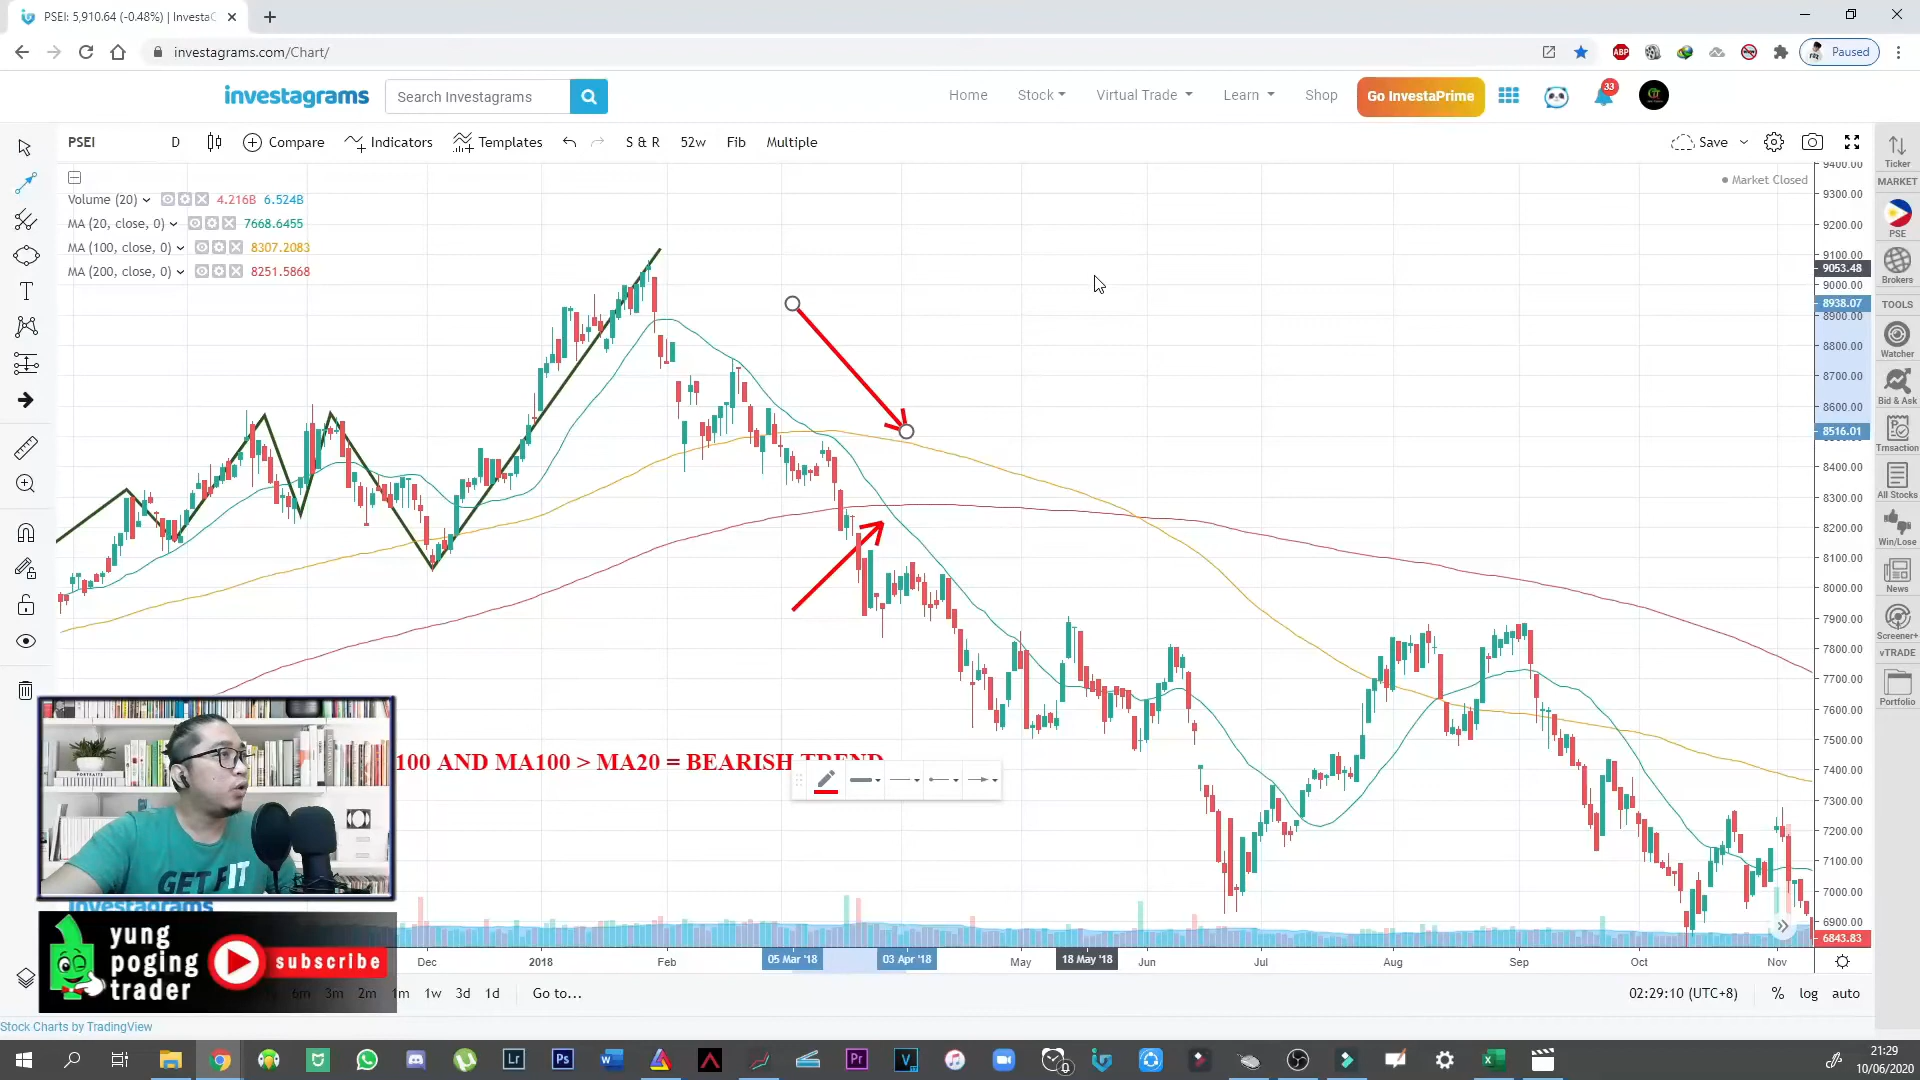 PSEI: 5,910.64 (-0.48%) | Investa
investagrams.com/Chart/
ABP
Paused
investagrams
Search Investagrams
Home
Stock
Virtual Trade
Learn
Shop
Go InvestaPrime
33
PSEI
D
Compare
Indicators
Templates
S & R
52w
Fib
Multiple
Save
Market Closed
Volume (20) 4.216B 6.524B
MA (20, close, 0) 7668.6455
MA (100, close, 0) 8307.2083
MA (200, close, 0) 8251.5868
9400.00
9300.00
9200.00
9100.00
9053.48
9000.00
8938.07
8900.00
8800.00
8700.00
8600.00
8516.01
8400.00
8300.00
8200.00
8100.00
8000.00
7900.00
7800.00
7700.00
7600.00
7500.00
7400.00
7300.00
7200.00
7100.00
7000.00
6900.00
6843.83
Ticker
MARKET
PSE
Brokers
TOOLS
Watcher
Bid & Ask
Trnsaction
All Stocks
Win/Lose
News
Screener+
vTRADE
Portfolio
100 AND MA100 > MA20 = BEARISH TREND
PORTRAITS
GET FIT
Investagrams
yung
poging
trader
subscribe
Dec
2018
Feb
05 Mar '18
03 Apr '18
May
18 May '18
Jun
Jul
Aug
Sep
Oct
Nov
6m
3m
2m
1m
1w
3d
1d
Go to...
02:29:10 (UTC+8)
%
log
auto
Stock Charts by TradingView
Lr
Ps
Pr
V
21:29
10/06/2020